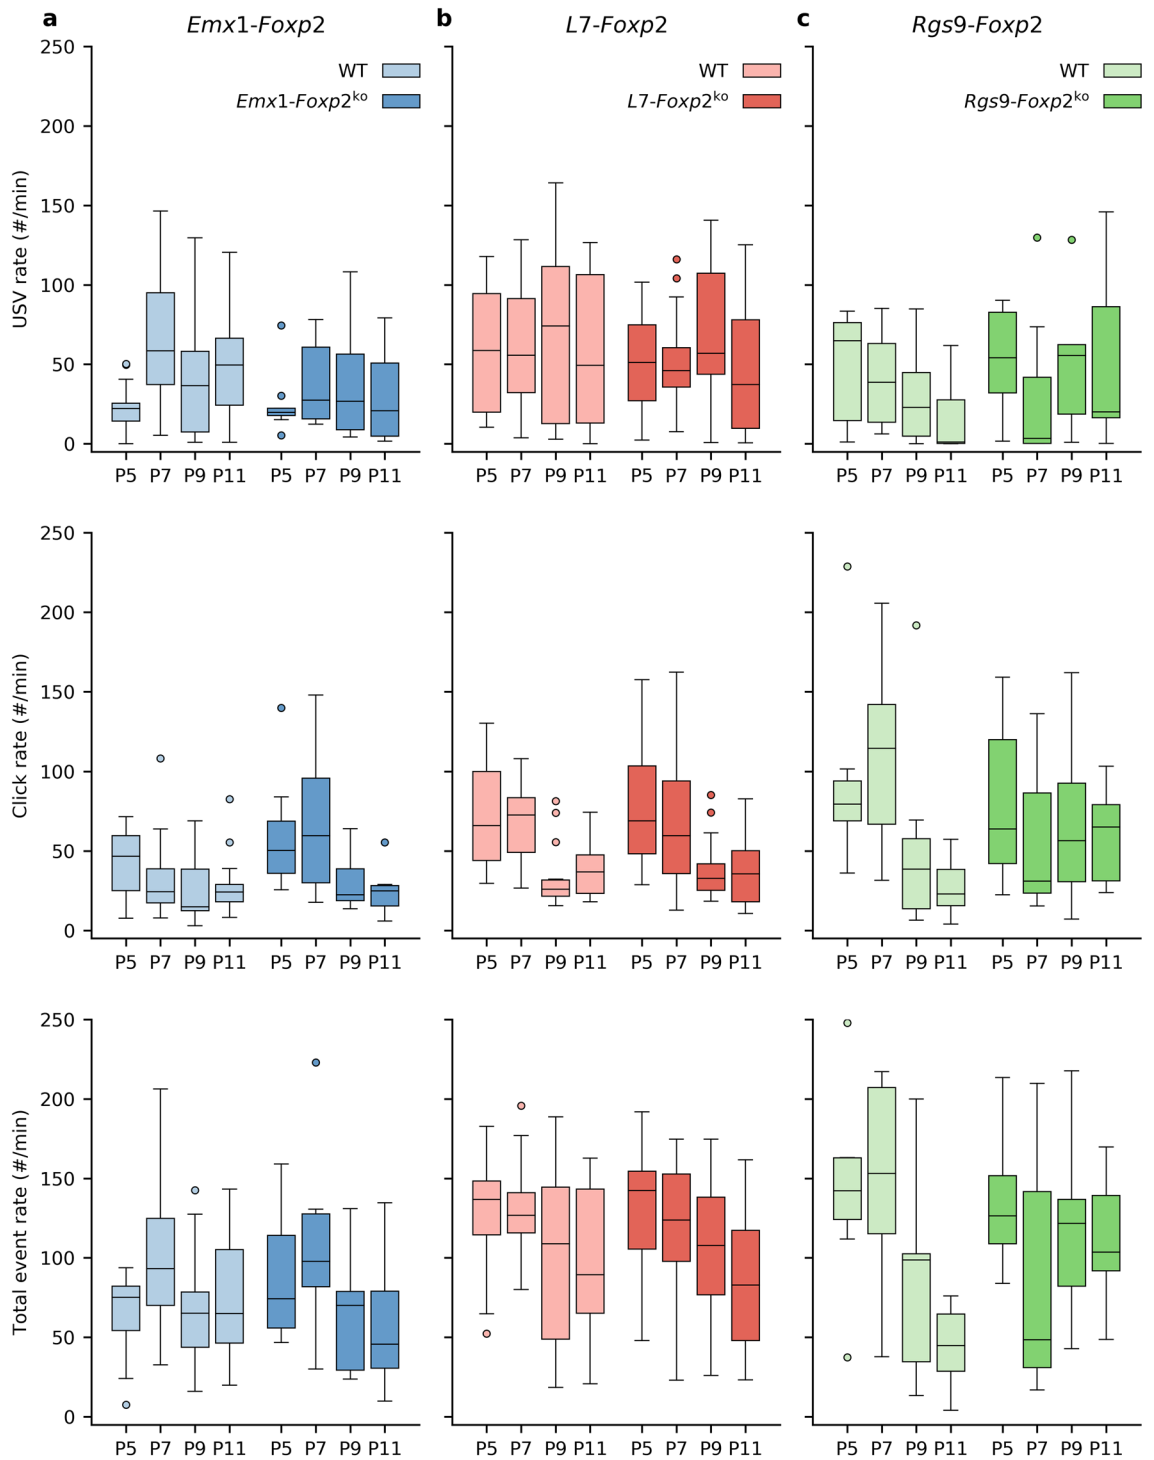 a Emx1-Foxp2 b L7-Foxp2 c Rgs9-Foxp2
USV rate (#/min)
250
200
150
100
50
0
WT
Emx1-Foxp2ko
WT
L7-Foxp2ko
WT
Rgs9-Foxp2ko
P5 P7 P9 P11 P5 P7 P9 P11 P5 P7 P9 P11 P5 P7 P9 P11 P5 P7 P9 P11 P5 P7 P9 P11
Click rate (#/min)
250
200
150
100
50
0
P5 P7 P9 P11 P5 P7 P9 P11 P5 P7 P9 P11 P5 P7 P9 P11 P5 P7 P9 P11 P5 P7 P9 P11
Total event rate (#/min)
250
200
150
100
50
0
P5 P7 P9 P11 P5 P7 P9 P11 P5 P7 P9 P11 P5 P7 P9 P11 P5 P7 P9 P11 P5 P7 P9 P11